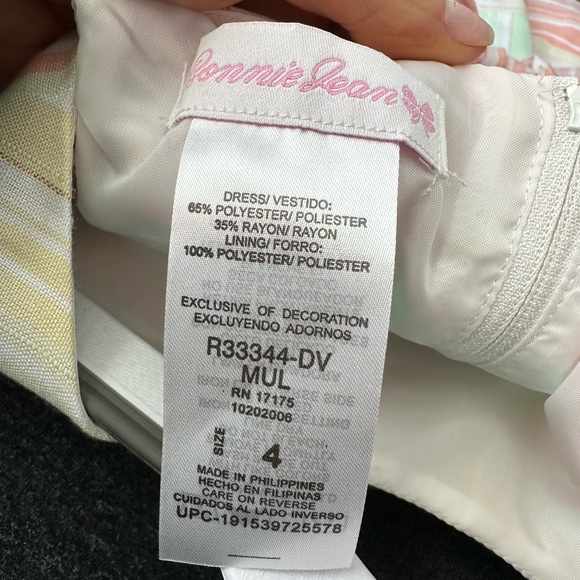 Bonnie Jean
DRESS/ VESTIDO:
65% POLYESTER/ POLIESTER
35% RAYON/ RAYON
LINING/ FORRO:
100% POLYESTER/ POLIESTER
EXCLUSIVE OF DECORATION
EXCLUYENDO ADORNOS
R33344-DV
MUL
RN 17175
10202006
SIZE 4
MADE IN PHILIPPINES
HECHO EN FILIPINAS
CARE ON REVERSE
CUIDADOS AL LADO INVERSO
UPC-191539725578